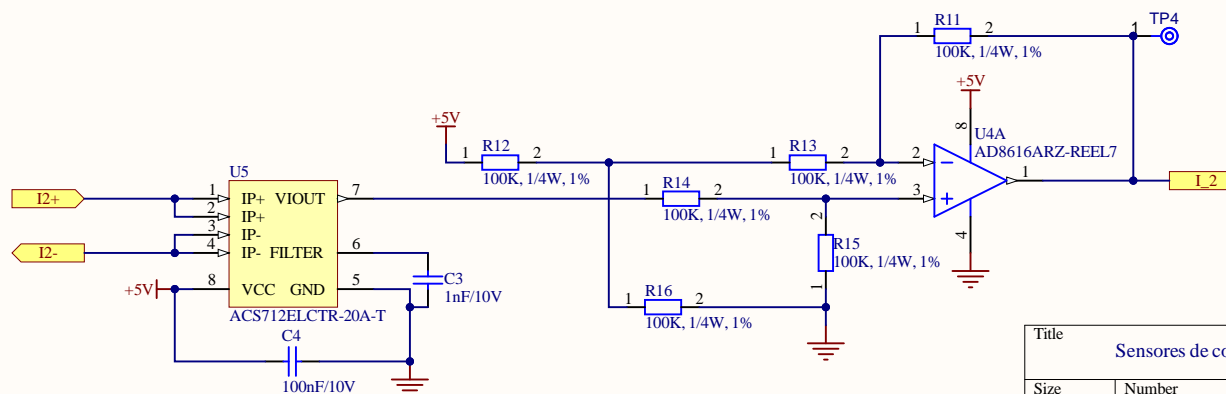 R11
1 2
100K, 1/4W, 1%
1
TP4
+5V
8
U4A
AD8616ARZ-REEL7
2
3
1
4
I_2
+5V
R12
1 2
100K, 1/4W, 1%
R13
1 2
100K, 1/4W, 1%
R14
1 2
100K, 1/4W, 1%
2
R15
100K, 1/4W, 1%
1
R16
1 2
100K, 1/4W, 1%
U5
I2+
I2-
1 IP+ VIOUT 7
2 IP+
3 IP-
4 IP- FILTER 6
8 VCC GND 5
+5V
ACS712ELCTR-20A-T
C3
1nF/10V
C4
100nF/10V
Title
Sensores de co
Size Number